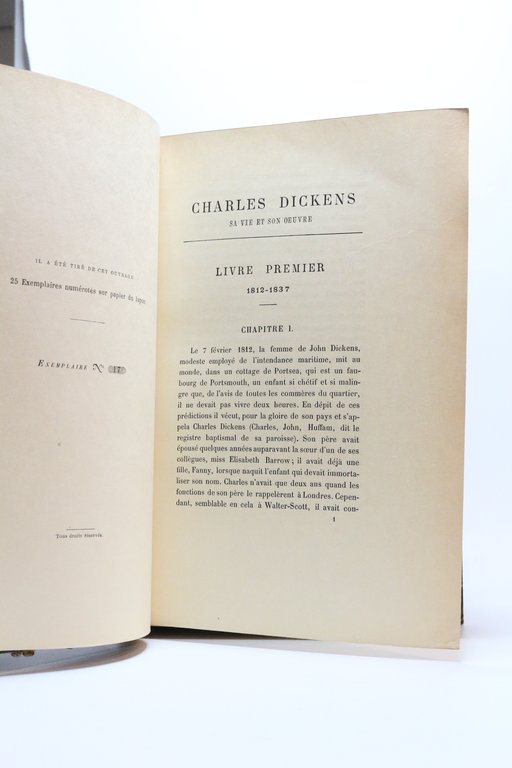 IL A ÉTÉ TIRÉ DE CET OUVRAGE
25 Exemplaires numérotés sur papier du Japon
EXEMPLAIRE N° 17
Tous droits réservés.
CHARLES DICKENS
SA VIE ET SON OEUVRE
LIVRE PREMIER
1812-1837
CHAPITRE I.
Le 7 février 1812, la femme de John Dickens,
modeste employé de l'intendance maritime, mit au
monde, dans un cottage de Portsea, qui est un fau-
bourg de Portsmouth, un enfant si chétif et si malin-
gre que, de l'avis de toutes les commères du quartier,
il ne devait pas vivre deux heures. En dépit de ces
prédictions il vécut, pour la gloire de son pays et s'ap-
pela Charles Dickens (Charles, John, Huffam, dit le
registre baptismal de sa paroisse). Son père avait
épousé quelques années auparavant la sœur d'un de ses
collègues, miss Elisabeth Barrow ; il avait déjà une
fille, Fanny, lorsque naquit l'enfant qui devait immorta-
liser son nom. Charles n'avait que deux ans quand les
fonctions de son père le rappelèrent à Londres. Cepen-
dant, semblable en cela à Walter-Scott, il avait con-
1